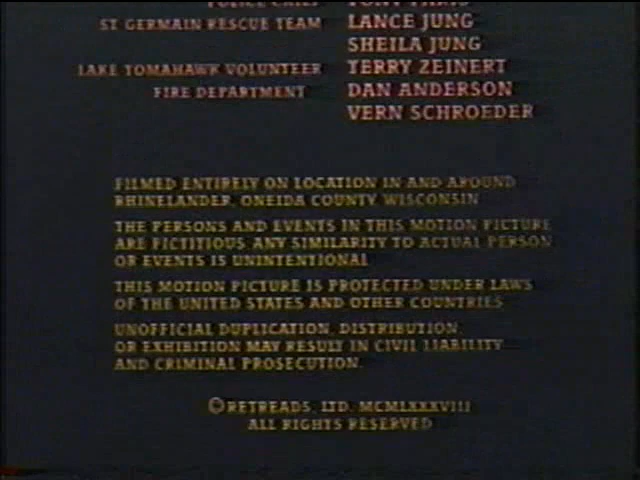 POLICE CHIEF TONY PARIS
ST GERMAIN RESCUE TEAM LANCE JUNG
SHEILA JUNG
LAKE TOMAHAWK VOLUNTEER TERRY ZEINERT
FIRE DEPARTMENT DAN ANDERSON
VERN SCHROEDER
FILMED ENTIRELY ON LOCATION IN AND AROUND
RHINELANDER, ONEIDA COUNTY, WISCONSIN
THE PERSONS AND EVENTS IN THIS MOTION PICTURE
ARE FICTITIOUS. ANY SIMILARITY TO ACTUAL PERSON
OR EVENTS IS UNINTENTIONAL
THIS MOTION PICTURE IS PROTECTED UNDER LAWS
OF THE UNITED STATES AND OTHER COUNTRIES
UNOFFICIAL DUPLICATION, DISTRIBUTION,
OR EXHIBITION MAY RESULT IN CIVIL LIABILITY
AND CRIMINAL PROSECUTION.
©RETREADS, LTD. MCMLXXXVIII
ALL RIGHTS RESERVED